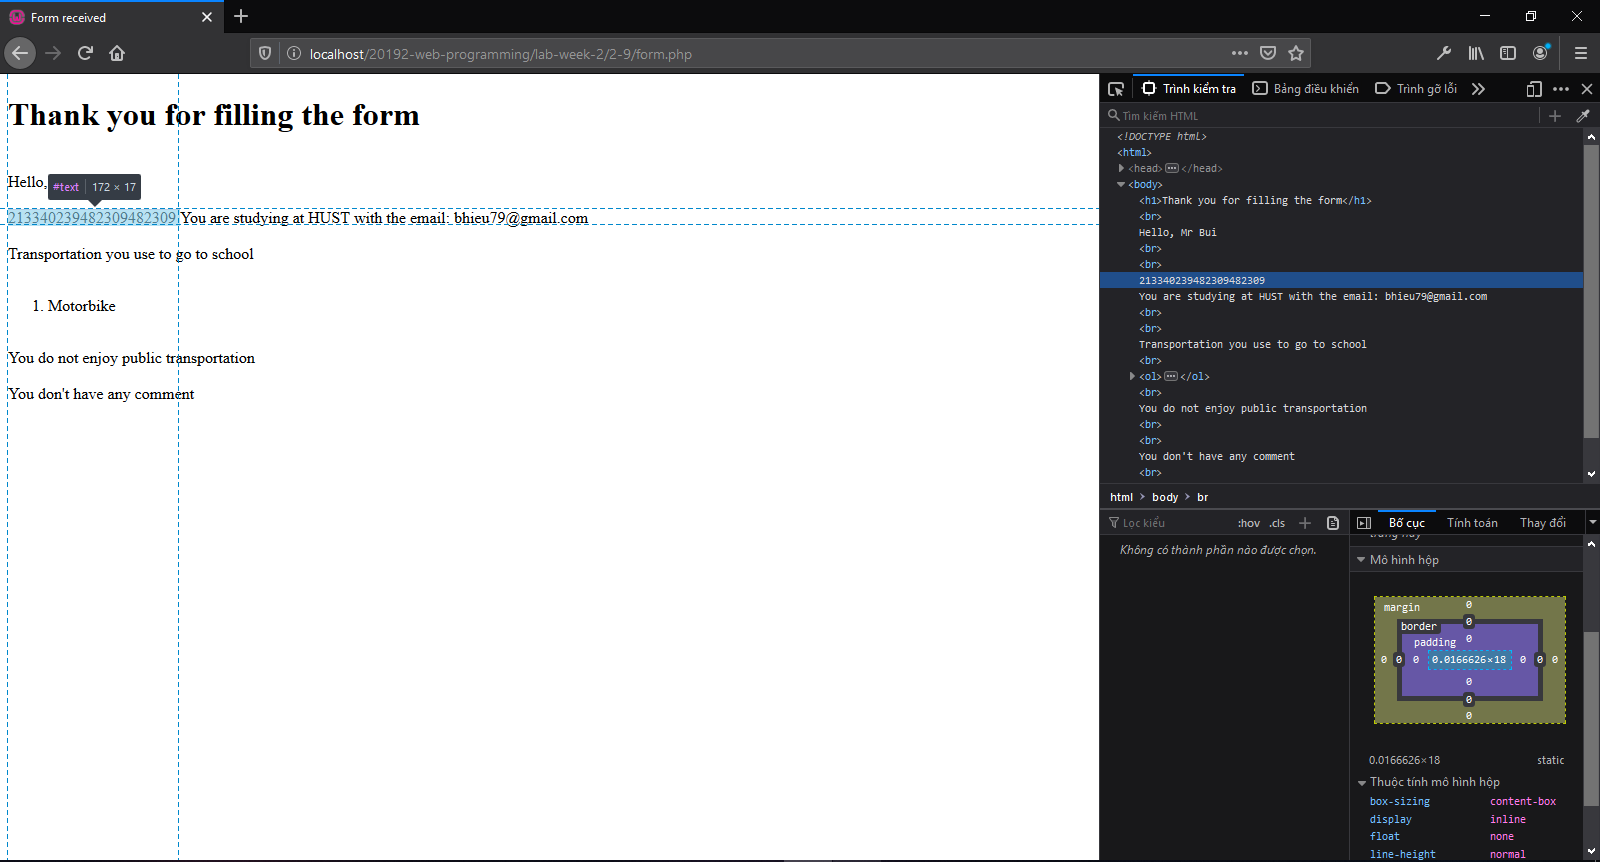 Form received
localhost/20192-web-programming/lab-week-2/2-9/form.php
Thank you for filling the form
Hello,
#text 172 × 17
213340239482309482309 You are studying at HUST with the email: bhieu79@gmail.com
Transportation you use to go to school
1. Motorbike
You do not enjoy public transportation
You don't have any comment
Trình kiểm tra Bảng điều khiển Trình gỡ lỗi
Tìm kiếm HTML
<!DOCTYPE html>
<html>
<head> ••• </head>
<body>
<h1>Thank you for filling the form</h1>
<br>
Hello, Mr Bui
<br>
<br>
213340239482309482309
You are studying at HUST with the email: bhieu79@gmail.com
<br>
<br>
Transportation you use to go to school
<br>
<ol> ••• </ol>
<br>
You do not enjoy public transportation
<br>
<br>
You don't have any comment
<br>
html > body > br
Lọc kiểu :hov .cls +
Không có thành phần nào được chọn.
Bố cục Tính toán Thay đổi
trang này
Mô hình hộp
margin 0
border 0
padding 0
0 0 0 0.0166626×18 0 0 0
0
0
0
0.0166626×18 static
Thuộc tính mô hình hộp
box-sizing content-box
display inline
float none
line-height normal